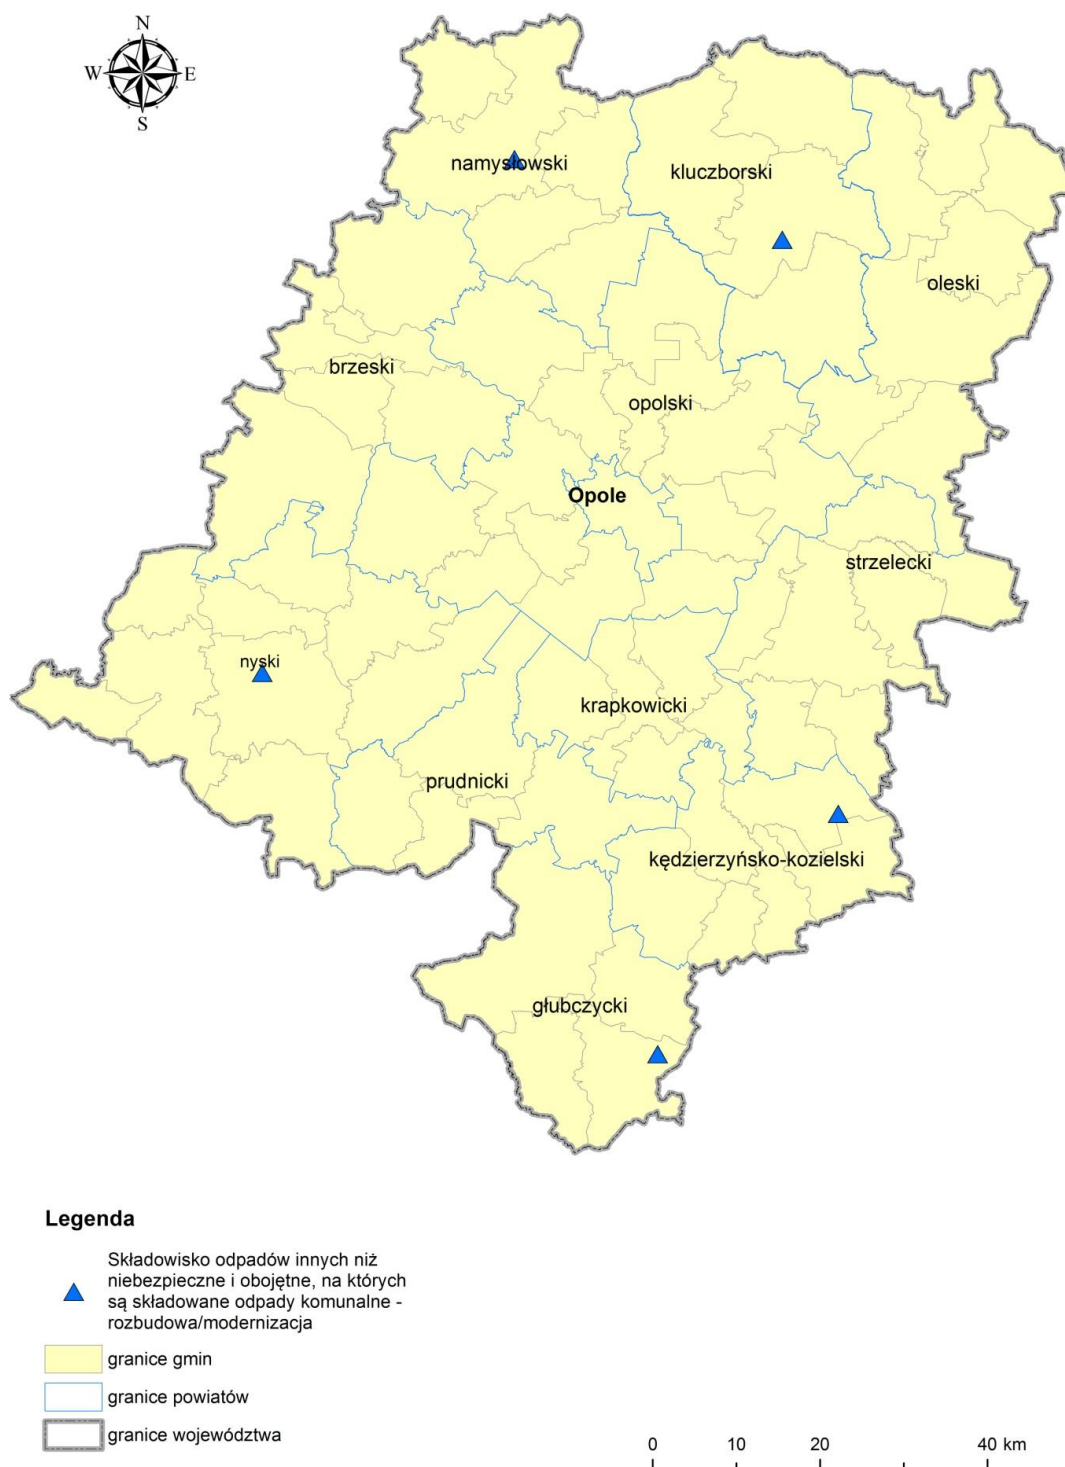 N
W E
S
namysłowski
kluczborski
oleski
brzeski
opolski
Opole
strzelecki
nyski
krapkowicki
prudnicki
kędzierzyńsko-kozielski
głubczycki
Legenda
Składowisko odpadów innych niż
niebezpieczne i obojętne, na których
są składowane odpady komunalne -
rozbudowa/modernizacja
granice gmin
granice powiatów
granice województwa
0 10 20 40 km